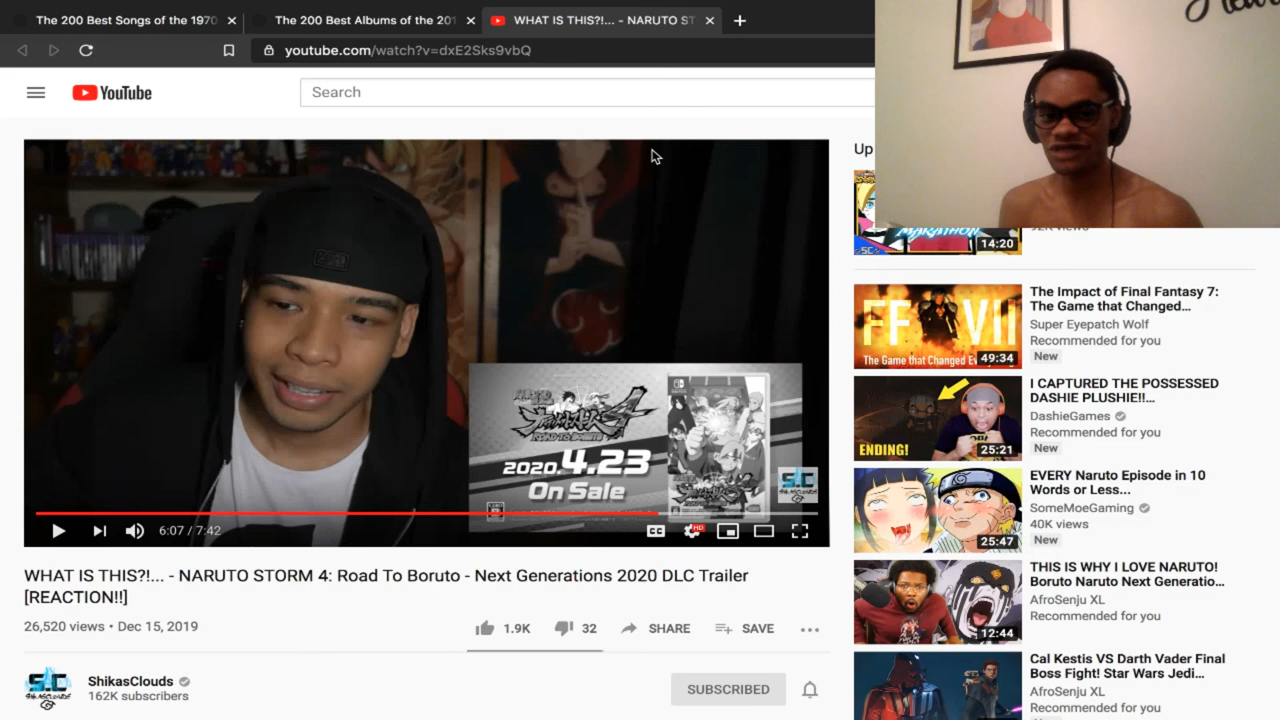 The 200 Best Songs of the 1970
The 200 Best Albums of the 201
WHAT IS THIS?!... - NARUTO ST
youtube.com/watch?v=dxE2Sks9vbQ
YouTube
Search
Up
MARATHON
14:20
2020.4.23
On Sale
6:07 / 7:42
CC
HD
WHAT IS THIS?!... - NARUTO STORM 4: Road To Boruto - Next Generations 2020 DLC Trailer
[REACTION!!]
26,520 views • Dec 15, 2019
1.9K
32
SHARE
SAVE
ShikasClouds
162K subscribers
SUBSCRIBED
FF VII
The Game that Changed
49:34
The Impact of Final Fantasy 7:
The Game that Changed...
Super Eyepatch Wolf
Recommended for you
New
ENDING!
25:21
I CAPTURED THE POSSESSED
DASHIE PLUSHIE!!...
DashieGames
Recommended for you
New
25:47
EVERY Naruto Episode in 10
Words or Less...
SomeMoeGaming
40K views
New
12:44
THIS IS WHY I LOVE NARUTO!
Boruto Naruto Next Generatio...
AfroSenju XL
Recommended for you
Cal Kestis VS Darth Vader Final
Boss Fight! Star Wars Jedi...
AfroSenju XL
Recommended for you